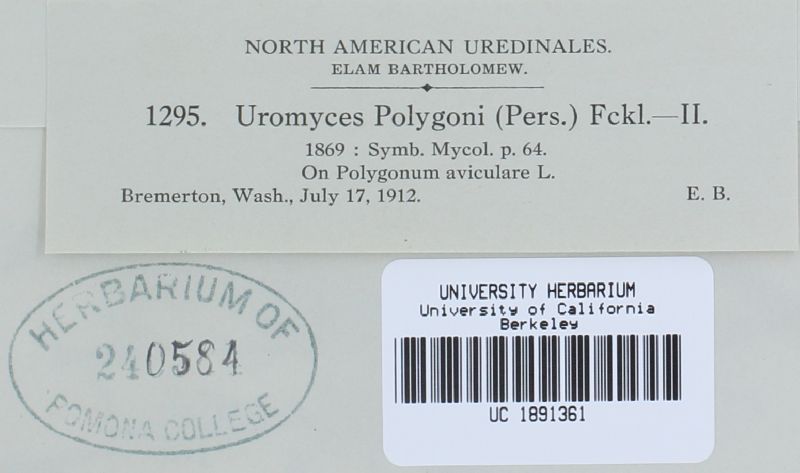 NORTH AMERICAN UREDINALES.
ELAM BARTHOLOMEW.
1295. Uromyces Polygoni (Pers.) Fckl.—II.
1869 : Symb. Mycol. p. 64.
On Polygonum aviculare L.
Bremerton, Wash., July 17, 1912. E. B.
HERBARIUM OF
240584
POMONA COLLEGE
UNIVERSITY HERBARIUM
University of California
Berkeley
UC 1891361